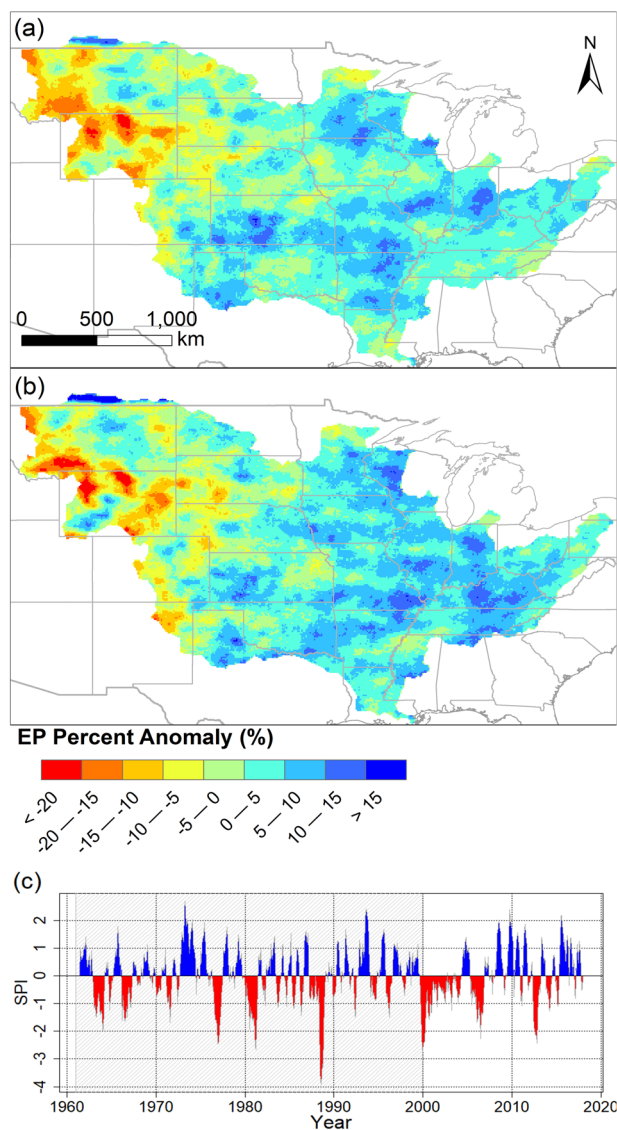 (a)
N
0 500 1,000
km
(b)
EP Percent Anomaly (%)
< -20
-20 — -15
-15 — -10
-10 — -5
-5 — 0
0 — 5
5 — 10
10 — 15
> 15
(c)
2
1
0
-1
-2
-3
-4
SPI
1960 1970 1980 1990 2000 2010 2020
Year